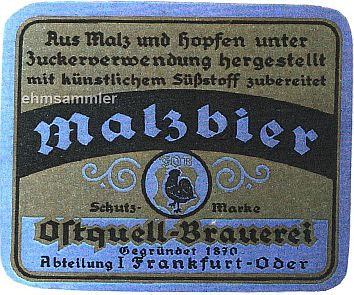 Aus Malz und Hopfen unter
Zuckerverwendung hergestellt
mit künstlichem Süßstoff zubereitet
ehmsammler
Malzbier
Schutz- Marke
Ostquell-Brauerei
Gegründet 1870
Abteilung I Frankfurt-Oder